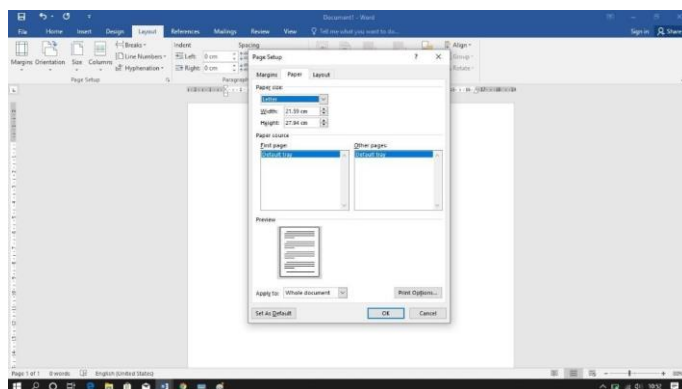 Document1 - Word
Sign in Share
File Home Insert Design Layout References Mailings Review View Tell me what you want to do...
Margins Orientation Size Columns
Breaks
Line Numbers
Hyphenation
Page Setup
Indent
Left: 0 cm
Right: 0 cm
Spacing
Paragraph
Align
Group
Rotate
Page Setup
Margins Paper Layout
Paper size:
Letter
Width: 21.59 cm
Height: 27.94 cm
Paper source
First page: Other pages:
Default tray Default tray
Preview
Apply to: Whole document Print Options...
Set As Default OK Cancel
Page 1 of 1 0 words English (United States)
10:52